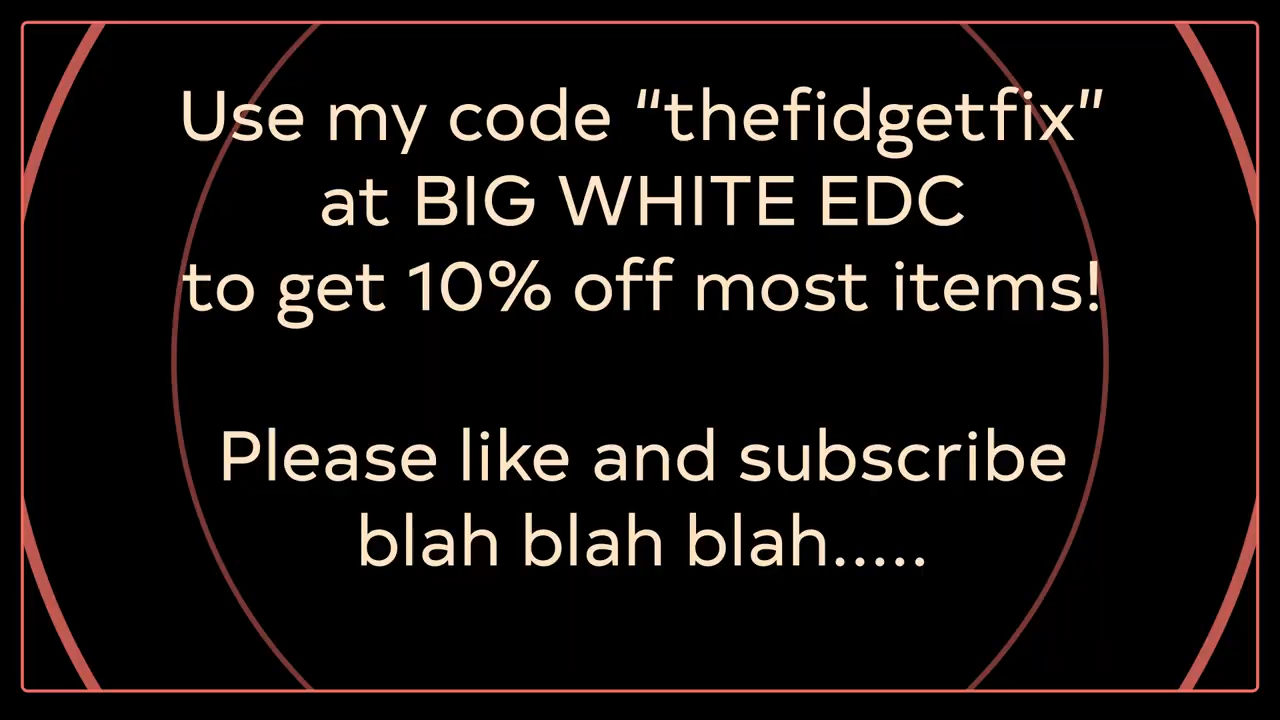 Use my code “thefidgetfix”
at BIG WHITE EDC
to get 10% off most items!
Please like and subscribe
blah blah blah.....